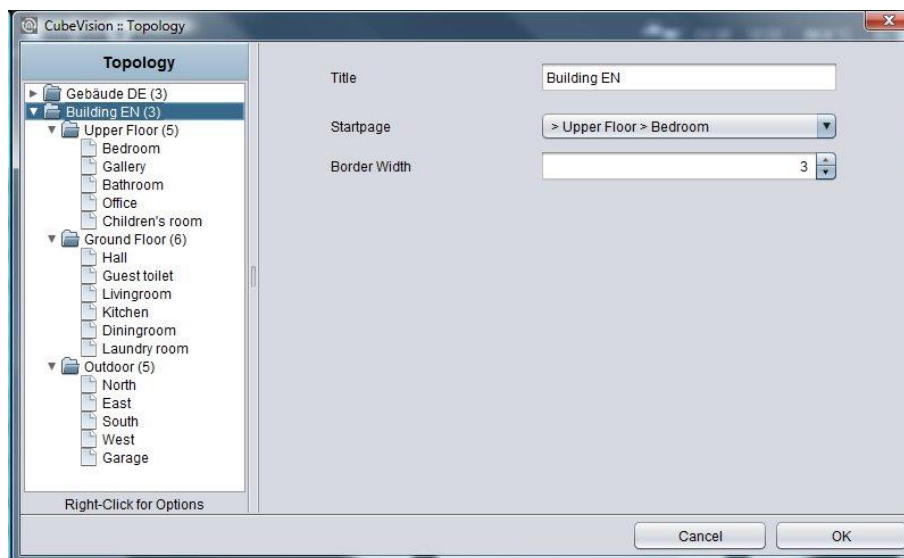 CubeVision :: Topology
Topology
Gebäude DE (3)
Building EN (3)
Upper Floor (5)
Bedroom
Gallery
Bathroom
Office
Children's room
Ground Floor (6)
Hall
Guest toilet
Livingroom
Kitchen
Diningroom
Laundry room
Outdoor (5)
North
East
South
West
Garage
Right-Click for Options
Title Building EN
Startpage > Upper Floor > Bedroom
Border Width 3
Cancel OK